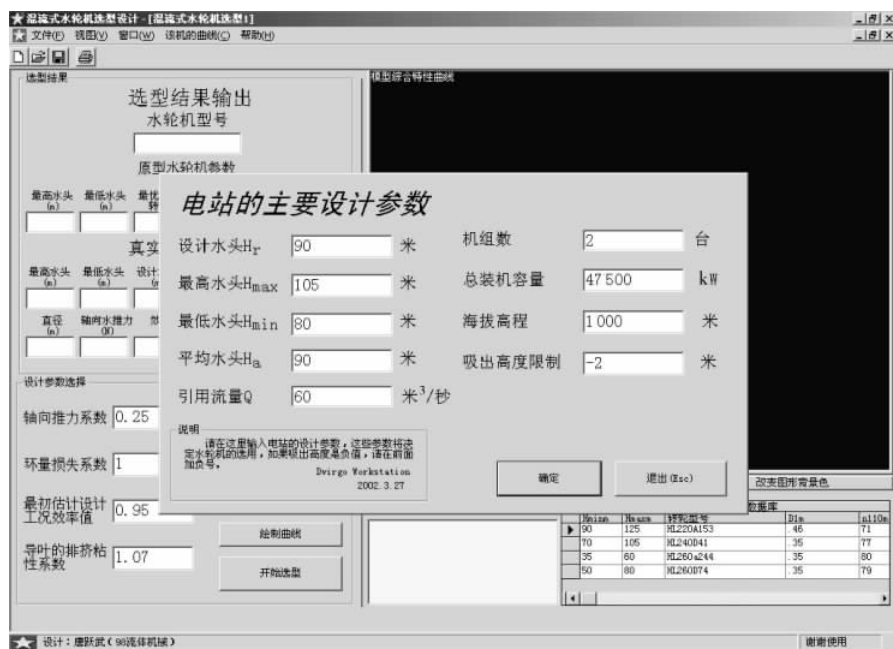 混流式水轮机选型设计-[混流式水轮机选型1]
文件(F) 视图(V) 窗口(W) 该机的曲线(C) 帮助(H)
选型结果
模型综合特性曲线
选型结果输出
水轮机型号
原型水轮机参数
最高水头(m) 最低水头(m) 最优
真实
最高水头(m) 最低水头(m) 设计
直径(m) 轴向水推力(N) 效
电站的主要设计参数
设计水头Hr 90 米
最高水头Hmax 105 米
最低水头Hmin 80 米
平均水头Ha 90 米
引用流量Q 60 米3/秒
机组数 2 台
总装机容量 47500 kW
海拔高程 1000 米
吸出高度限制 -2 米
说明
请在这里输入电站的设计参数，这些参数将决
定水轮机的选用，如果吸出高度是负值，请在前面
加负号。
Dvirgo Workstation
2002.3.27
确定 退出(Esc)
设计参数选择
轴向推力系数 0.25
环量损失系数 1
最初估计设计工况效率值 0.95
导叶的排挤粘性系数 1.07
绘制曲线
开始选型
改变图形背景色
数据库
Hminm Hmaxm 转轮型号 D1m n110m
90 125 HL220A153 .46 71
70 105 HL240D41 .35 77
35 60 HL260a244 .35 80
50 80 HL260D74 .35 79
设计：唐跃武(98流体机械)
谢谢使用